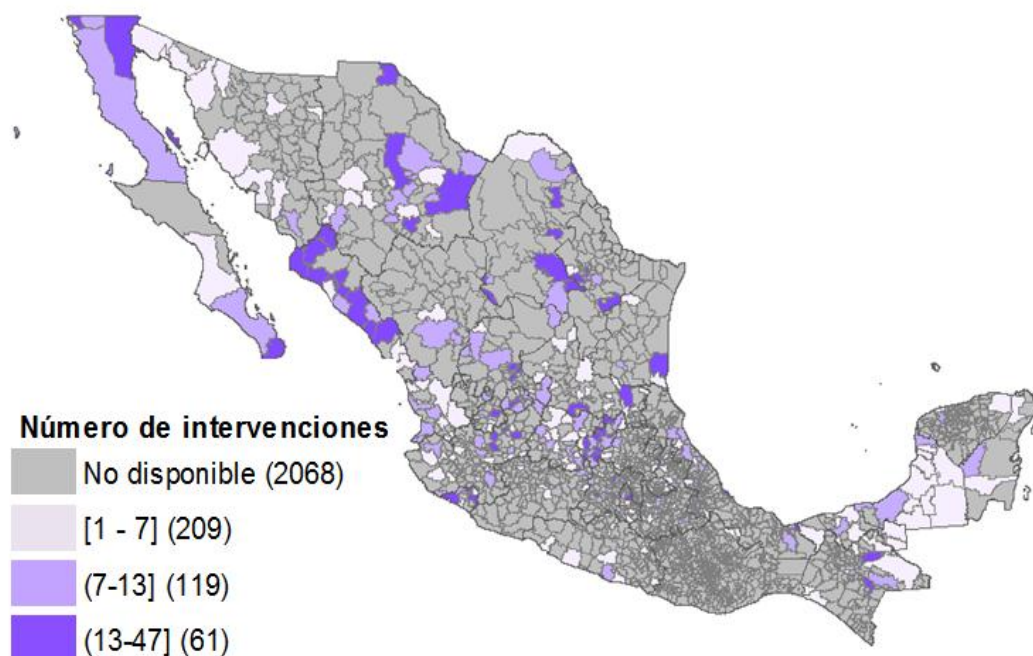 Número de intervenciones
No disponible (2068)
[1 - 7] (209)
(7-13] (119)
(13-47] (61)